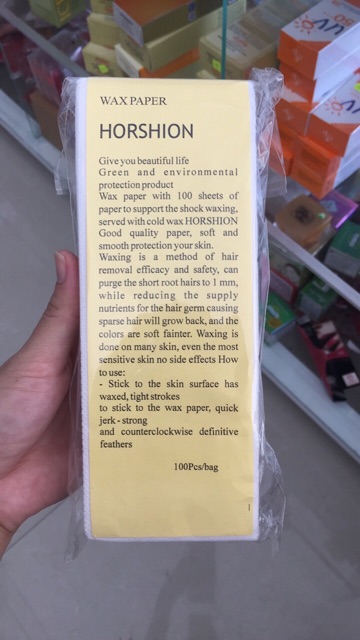 WAX PAPER
HORSHION
Give you beautiful life
Green and environmental
protection product
Wax paper with 100 sheets of
paper to support the shock waxing,
served with cold wax HORSHION
Good quality paper, soft and
smooth protection your skin.
Waxing is a method of hair
removal efficacy and safety, can
purge the short root hairs to 1 mm,
while reducing the supply
nutrients for the hair germ causing
sparse hair will grow back, and the
colors are soft fainter. Waxing is
done on many skin, even the most
sensitive skin no side effects How
to use:
- Stick to the skin surface has
waxed, tight strokes
to stick to the wax paper, quick
jerk - strong
and counterclockwise definitive
feathers
100Pcs/bag